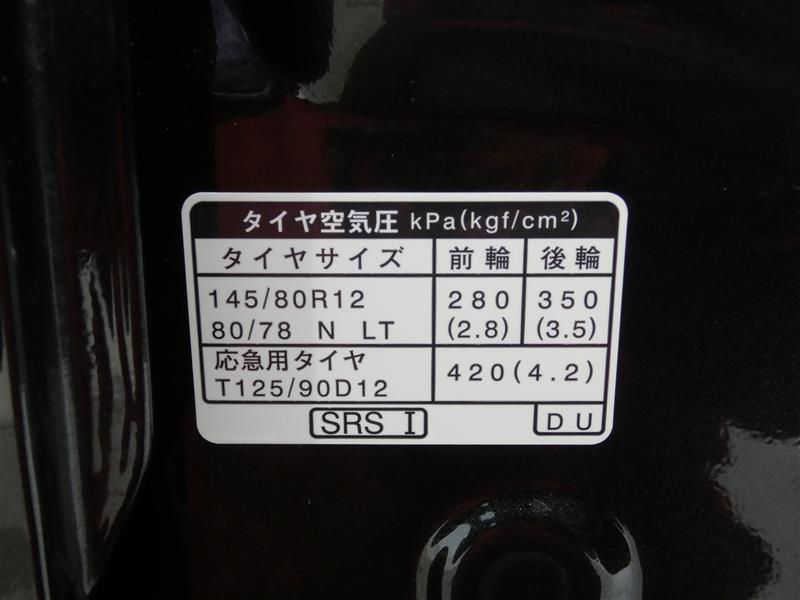 タイヤ空気圧 kPa(kgf/cm²)
タイヤサイズ 前輪 後輪
145/80R12 280 350
80/78 N LT (2.8) (3.5)
応急用タイヤ
T125/90D12 420(4.2)
SRS I DU